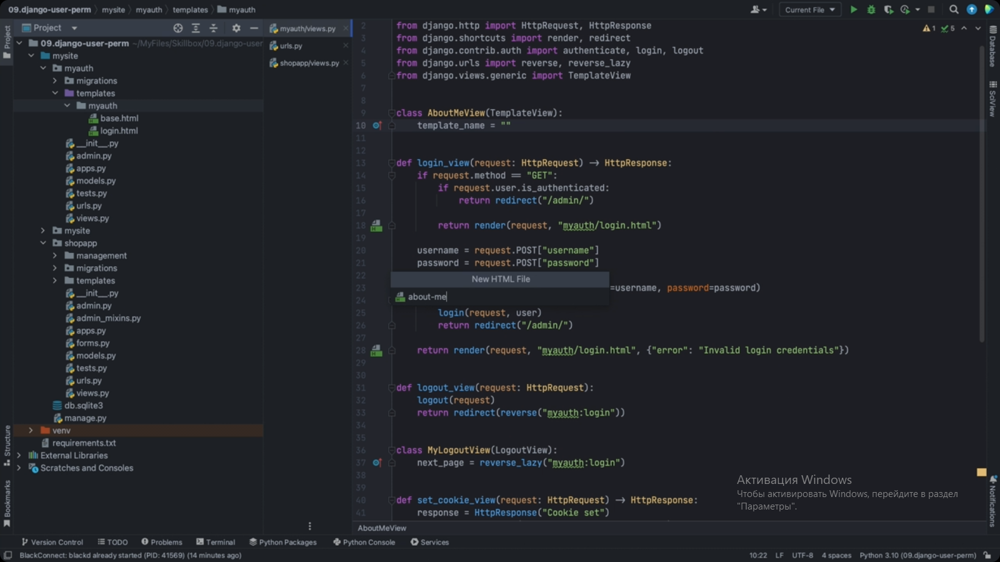 09.django-user-perm
mysite
myauth
templates
myauth
Current File
Project
Project
09.django-user-perm ~/MyFiles/Skillbox/09.django-user
mysite
myauth
migrations
templates
myauth
base.html
login.html
__init__.py
admin.py
apps.py
models.py
tests.py
urls.py
views.py
mysite
shopapp
management
migrations
templates
__init__.py
admin.py
admin_mixins.py
apps.py
forms.py
models.py
tests.py
urls.py
views.py
db.sqlite3
manage.py
venv
requirements.txt
External Libraries
Scratches and Consoles
Structure
Bookmarks
myauth/views.py
urls.py
shopapp/views.py
1 5
2 from django.http import HttpRequest, HttpResponse
3 from django.shortcuts import render, redirect
4 from django.contrib.auth import authenticate, login, logout
5 from django.urls import reverse, reverse_lazy
6 from django.views.generic import TemplateView
7
8
9 class AboutMeView(TemplateView):
10 template_name = ""
11
12
13 def login_view(request: HttpRequest) → HttpResponse:
14 if request.method == "GET":
15 if request.user.is_authenticated:
16 return redirect("/admin/")
17
18 return render(request, "myauth/login.html")
19
20 username = request.POST["username"]
21 password = request.POST["password"]
22
New HTML File
about-me
23 =username, password=password)
24
25 login(request, user)
26 return redirect("/admin/")
27
28 return render(request, "myauth/login.html", {"error": "Invalid login credentials"})
29
30
31 def logout_view(request: HttpRequest):
32 logout(request)
33 return redirect(reverse("myauth:login"))
34
35
36 class MyLogoutView(LogoutView):
37 next_page = reverse_lazy("myauth:login")
38
39
40 def set_cookie_view(request: HttpRequest) → HttpResponse:
41 response = HttpResponse("Cookie set")
AboutMeView
Database
SciView
Notifications
Активация Windows
Чтобы активировать Windows, перейдите в раздел
"Параметры".
Version Control
TODO
Problems
Terminal
Python Packages
Python Console
Services
BlackConnect: blackd already started (PID: 41569) (14 minutes ago)
10:22 LF UTF-8 4 spaces Python 3.10 (09.django-user-perm)